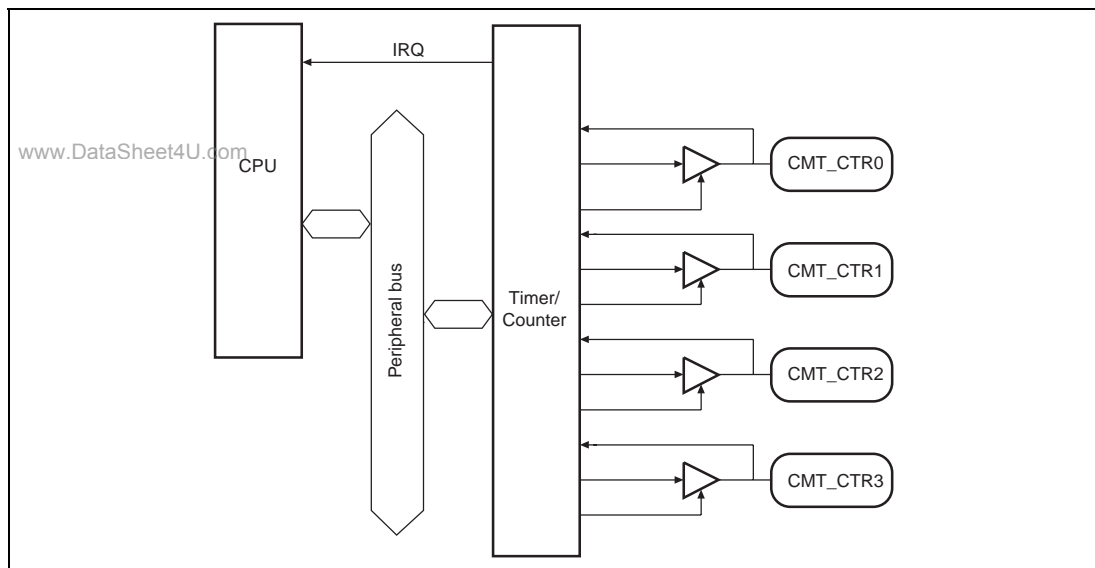 IRQ
www.DataSheet4U.com
CPU
Peripheral bus
Timer/
Counter
CMT_CTR0
CMT_CTR1
CMT_CTR2
CMT_CTR3